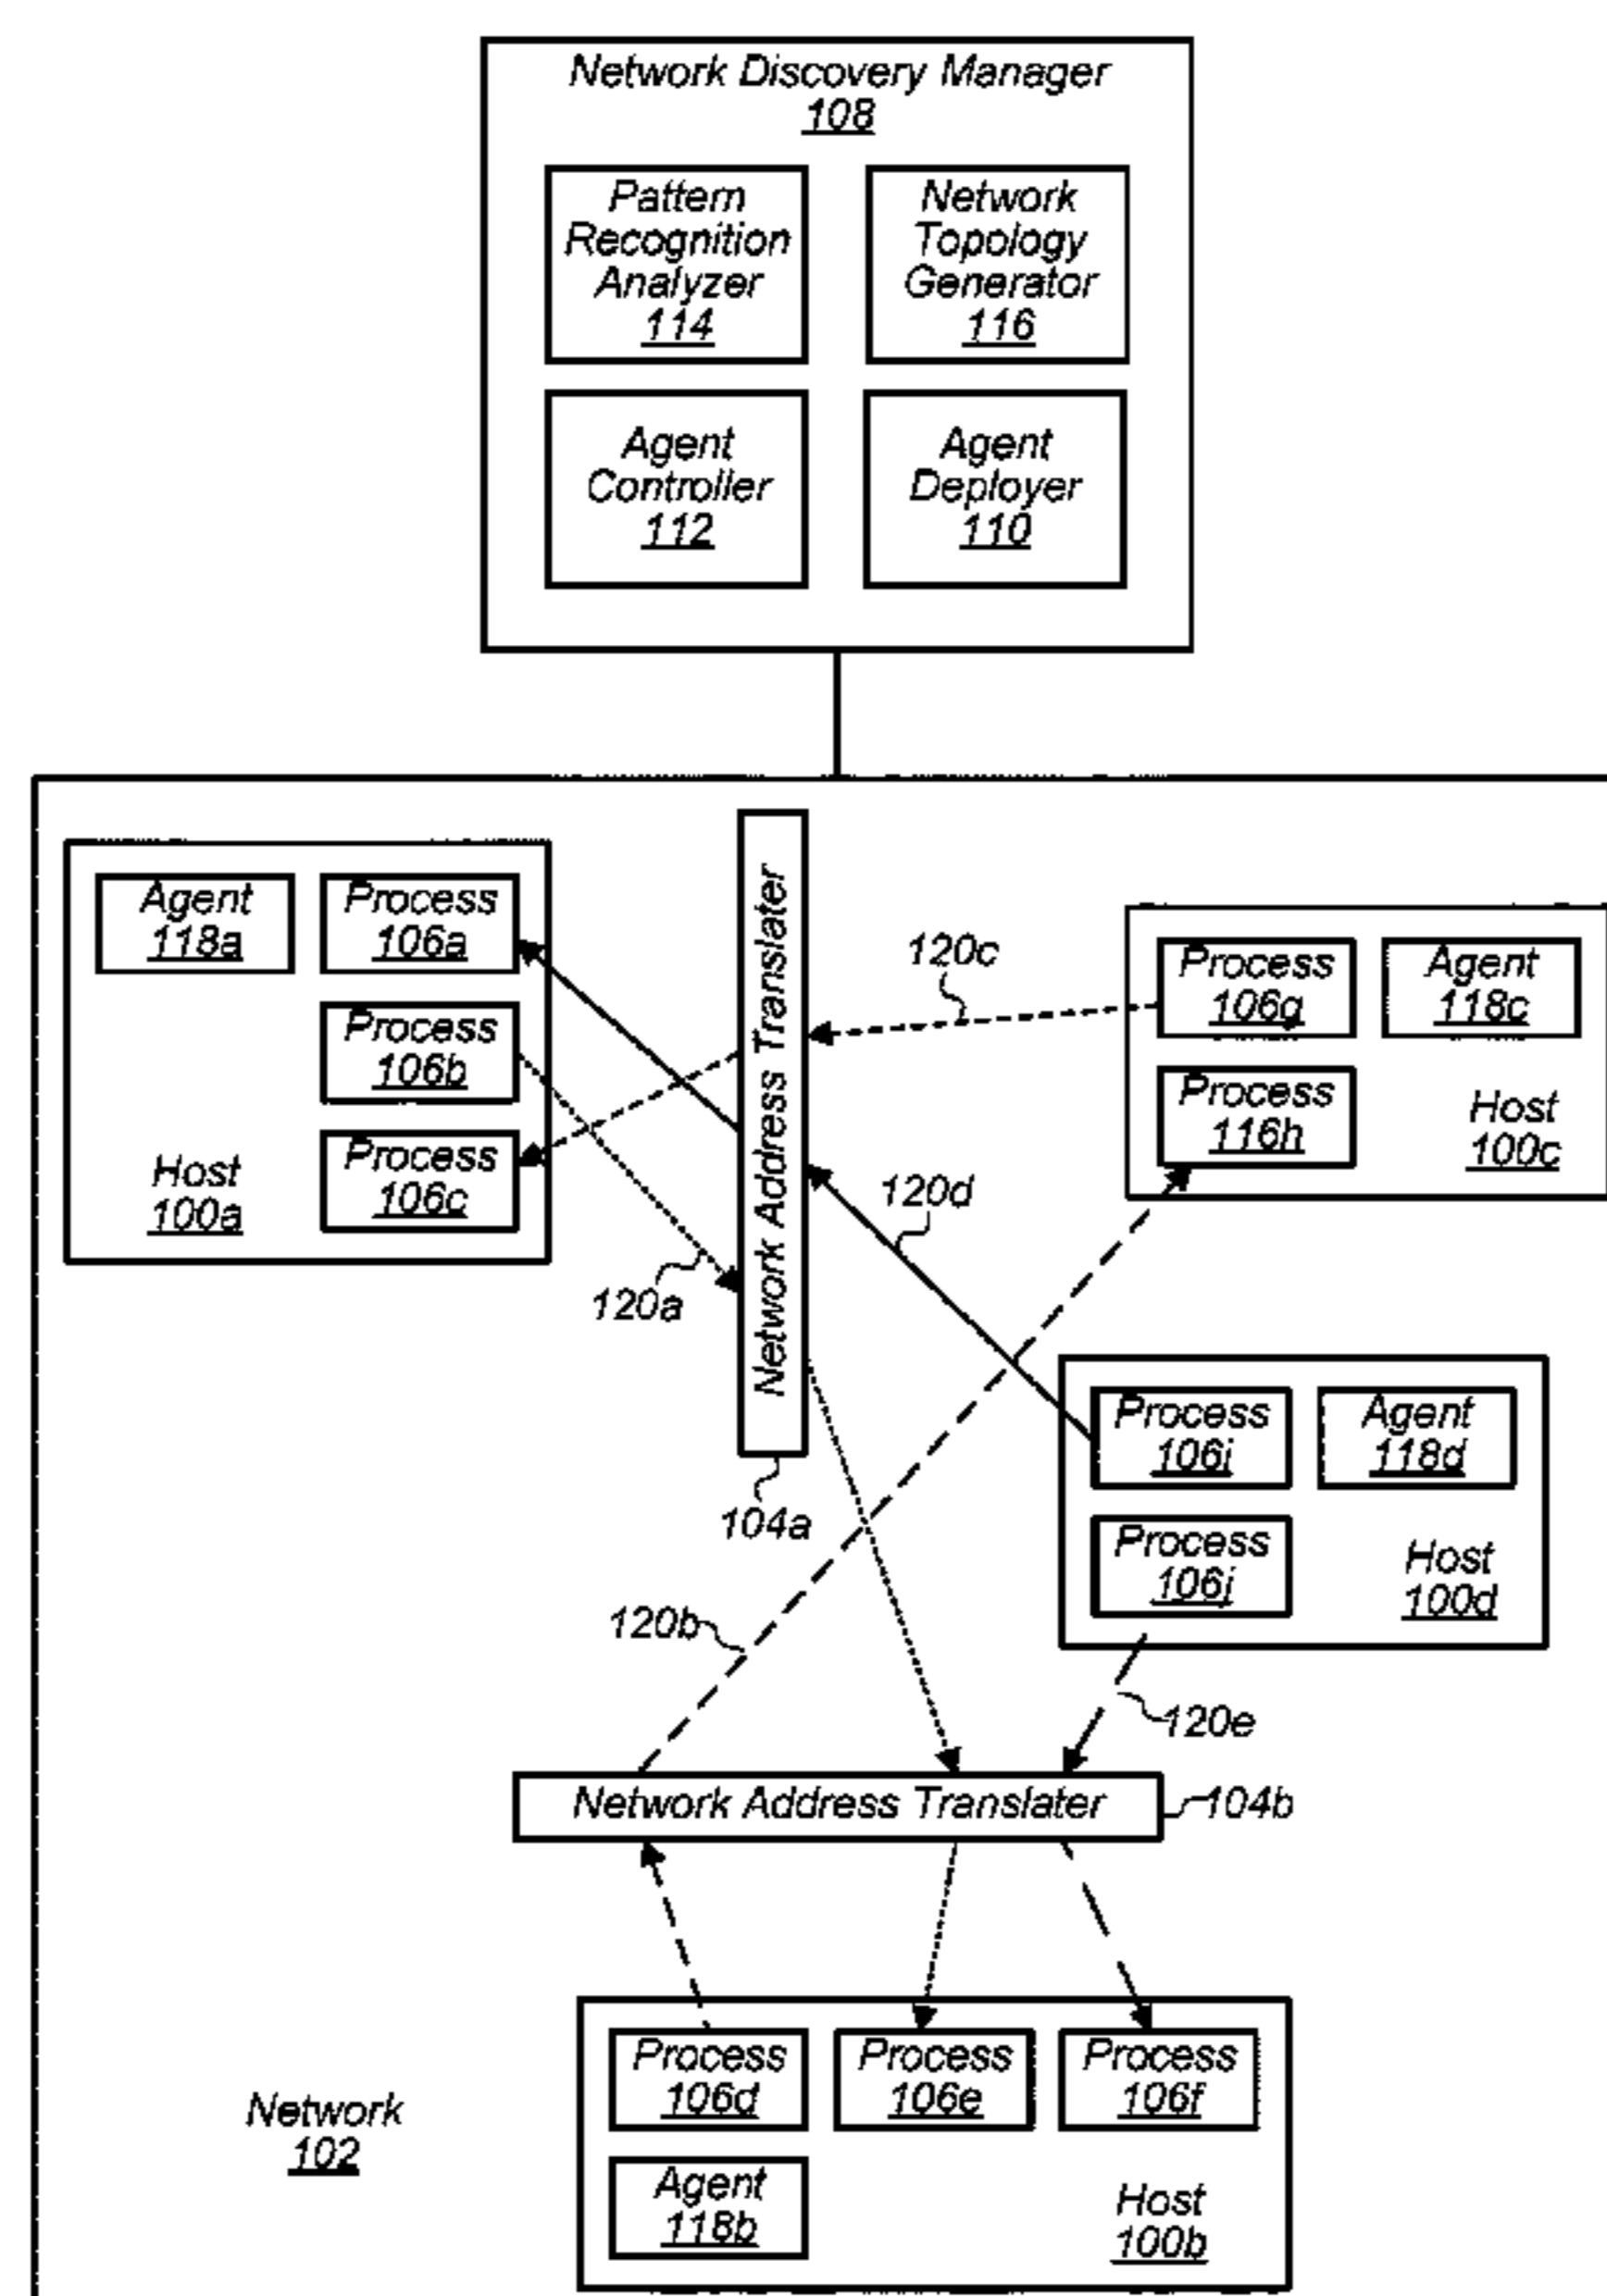 Network Discovery Manager
108
Pattern
Recognition
Analyzer
114
Network
Topology
Generator
116
Agent
Controller
112
Agent
Deployer
110
Agent
118a
Process
106a
Process
106b
Process
106c
Host
100a
Network Address Translater
104a
120a
120c
120d
Process
106g
Agent
118c
Process
116h
Host
100c
Process
106i
Agent
118d
Process
106j
Host
100d
120b
120e
Network Address Translater
104b
Process
106d
Process
106e
Process
106f
Agent
118b
Host
100b
Network
102